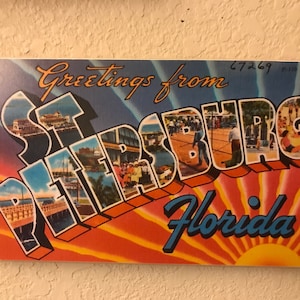 Greetings from
67269
ST.
PETERSBURG
Florida